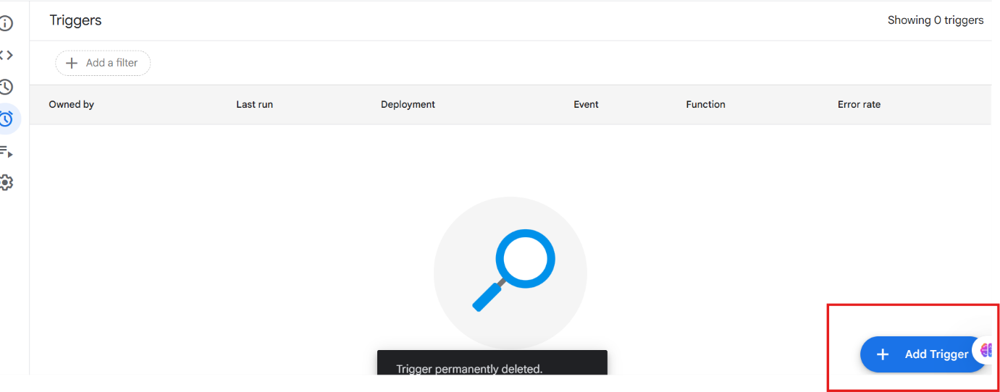 Triggers
Showing 0 triggers
Add a filter
Owned by Last run Deployment Event Function Error rate
Add Trigger
Trigger permanently deleted.